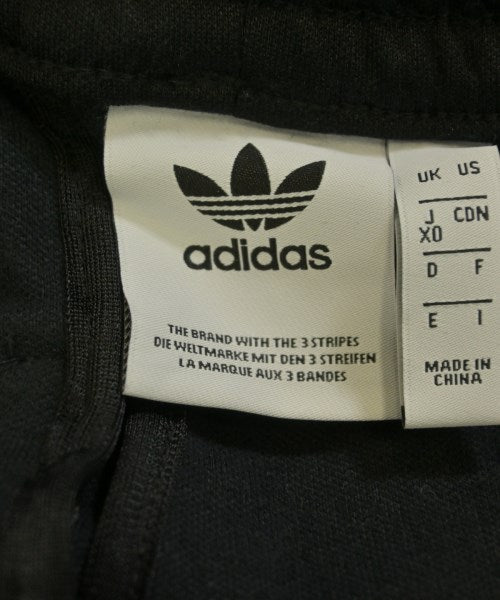 adidas
THE BRAND WITH THE 3 STRIPES
DIE WELTMARKE MIT DEN 3 STREIFEN
LA MARQUE AUX 3 BANDES
UK US
J CDN
XO
D F
E I
MADE IN
CHINA